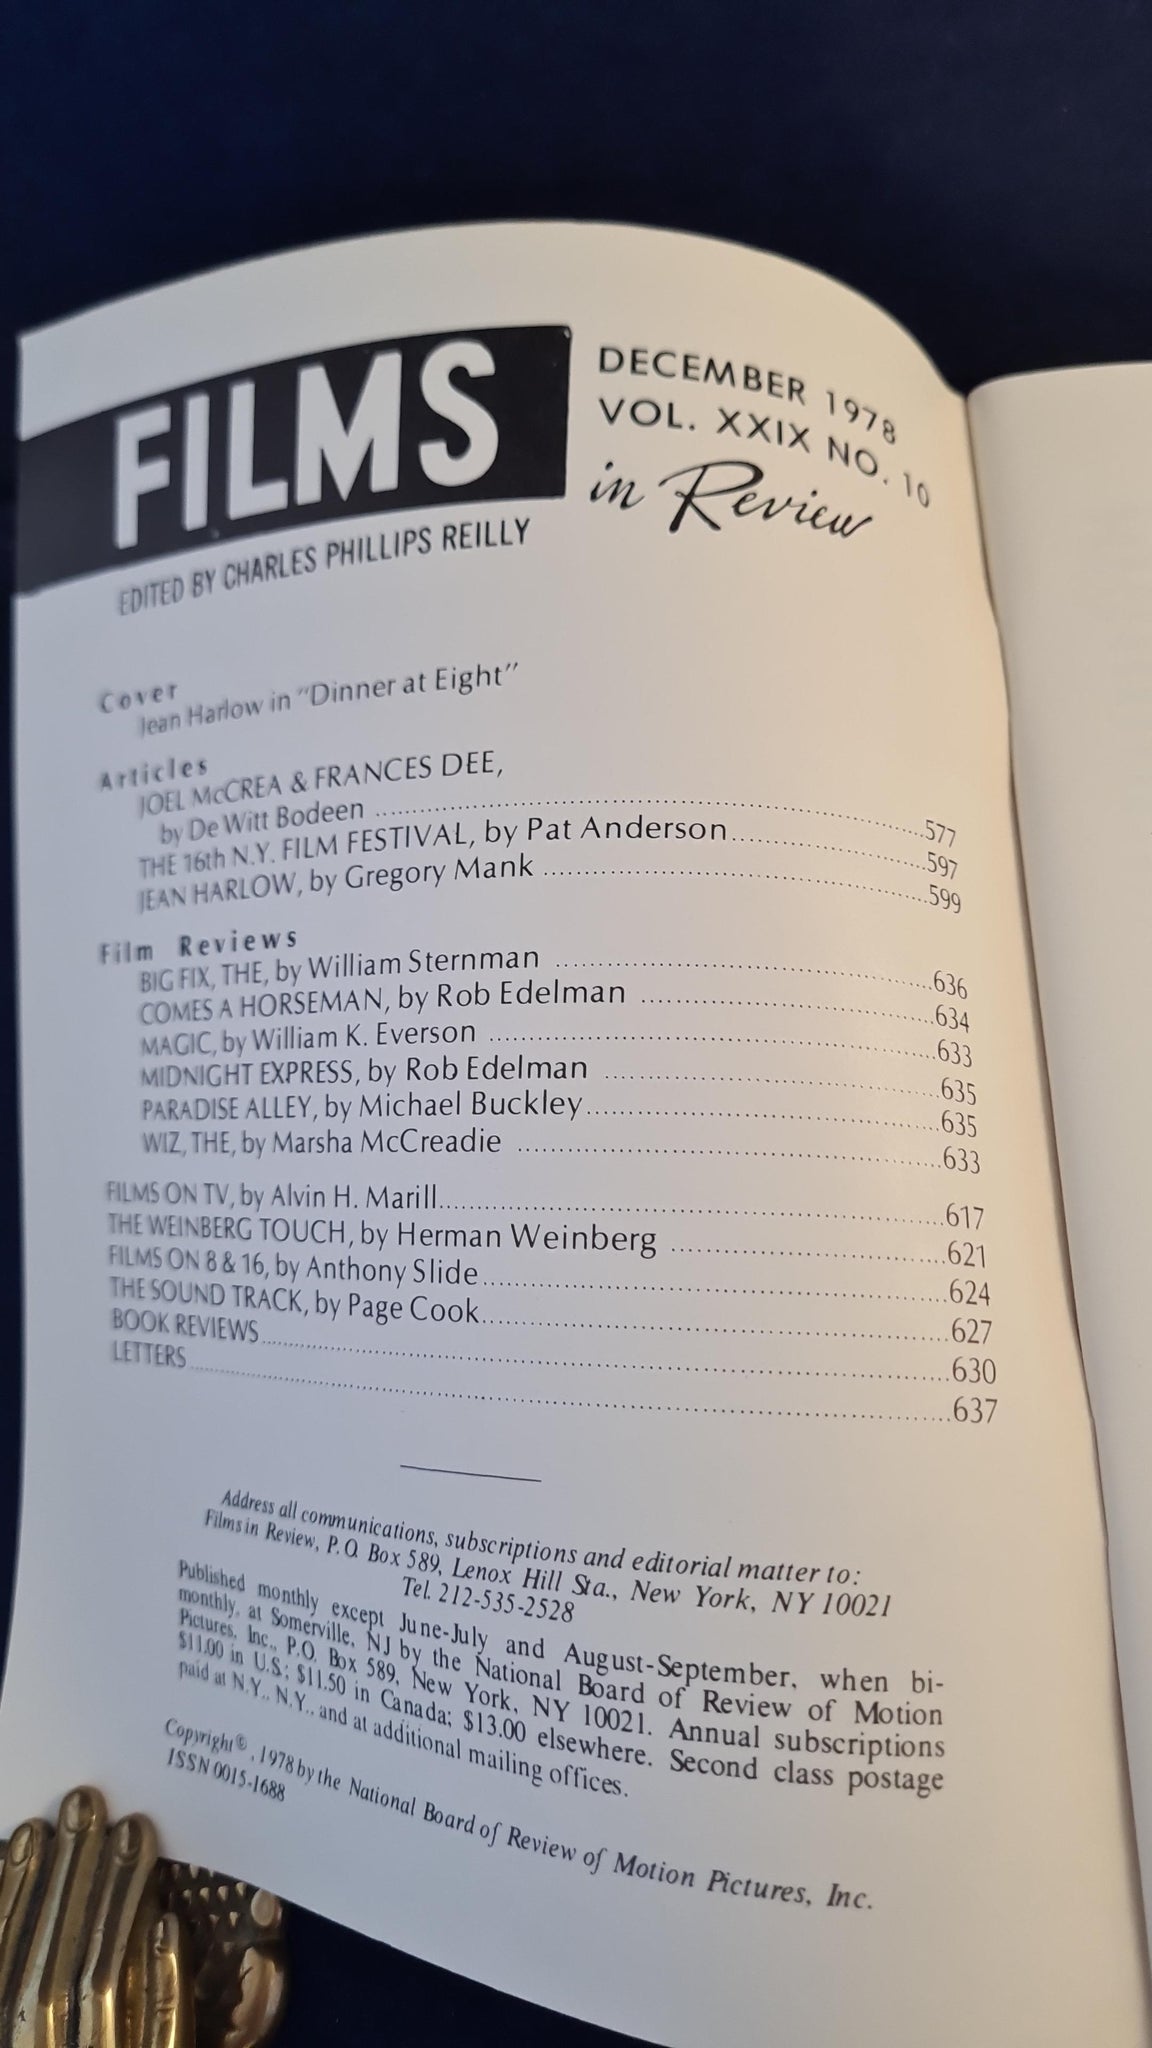 FILMS
in Review
DECEMBER 1978
VOL. XXIX NO. 10
EDITED BY CHARLES PHILLIPS REILLY
Cover
Jean Harlow in "Dinner at Eight"
Articles
JOEL McCREA & FRANCES DEE,
by De Witt Bodeen ..........577
THE 16th N.Y. FILM FESTIVAL, by Pat Anderson..........597
JEAN HARLOW, by Gregory Mank ..........599
Film Reviews
BIG FIX, THE, by William Sternman ..........636
COMES A HORSEMAN, by Rob Edelman ..........634
MAGIC, by William K. Everson ..........633
MIDNIGHT EXPRESS, by Rob Edelman ..........635
PARADISE ALLEY, by Michael Buckley..........635
WIZ, THE, by Marsha McCreadie ..........633
FILMS ON TV, by Alvin H. Marill..........617
THE WEINBERG TOUCH, by Herman Weinberg ..........621
FILMS ON 8 & 16, by Anthony Slide..........624
THE SOUND TRACK, by Page Cook..........627
BOOK REVIEWS..........630
LETTERS..........637
Address all communications, subscriptions and editorial matter to:
Films in Review, P.O. Box 589, Lenox Hill Sta., New York, NY 10021
Tel. 212-535-2528
Published monthly except June-July and August-September, when bi-
monthly, at Somerville, NJ by the National Board of Review of Motion
Pictures, Inc., P.O. Box 589, New York, NY 10021. Annual subscriptions
$11.00 in U.S.; $11.50 in Canada; $13.00 elsewhere. Second class postage
paid at N.Y., N.Y., and at additional mailing offices.
Copyright ©, 1978 by the National Board of Review of Motion Pictures, Inc.
ISSN 0015-1688